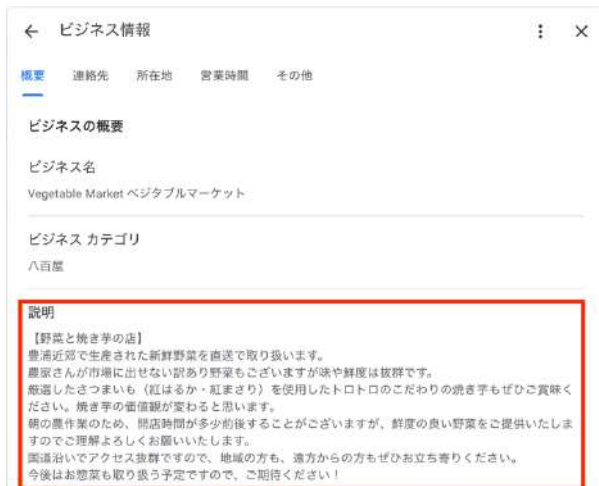 ← ビジネス情報
概要 連絡先 所在地 営業時間 その他
ビジネスの概要
ビジネス名
Vegetable Market ベジタブルマーケット
ビジネス カテゴリ
八百屋
説明
【野菜と焼き芋の店】
豊浦近郊で生産された新鮮野菜を直送で取り扱います。
農家さんが市場に出せない訳あり野菜もございますが味や鮮度は抜群です。
厳選したさつまいも（紅はるか・紅まさり）を使用したトロトロのこだわりの焼き芋もぜひご賞味く
ださい。焼き芋の価値観が変わると思います。
朝の農作業のため、開店時間が多少前後することがございますが、鮮度の良い野菜をご提供いたしま
すのでご理解よろしくお願いいたします。
国道沿いでアクセス抜群ですので、地域の方も、遠方からの方もぜひお立ち寄りください。
今後はお惣菜も取り扱う予定ですので、ご期待ください！